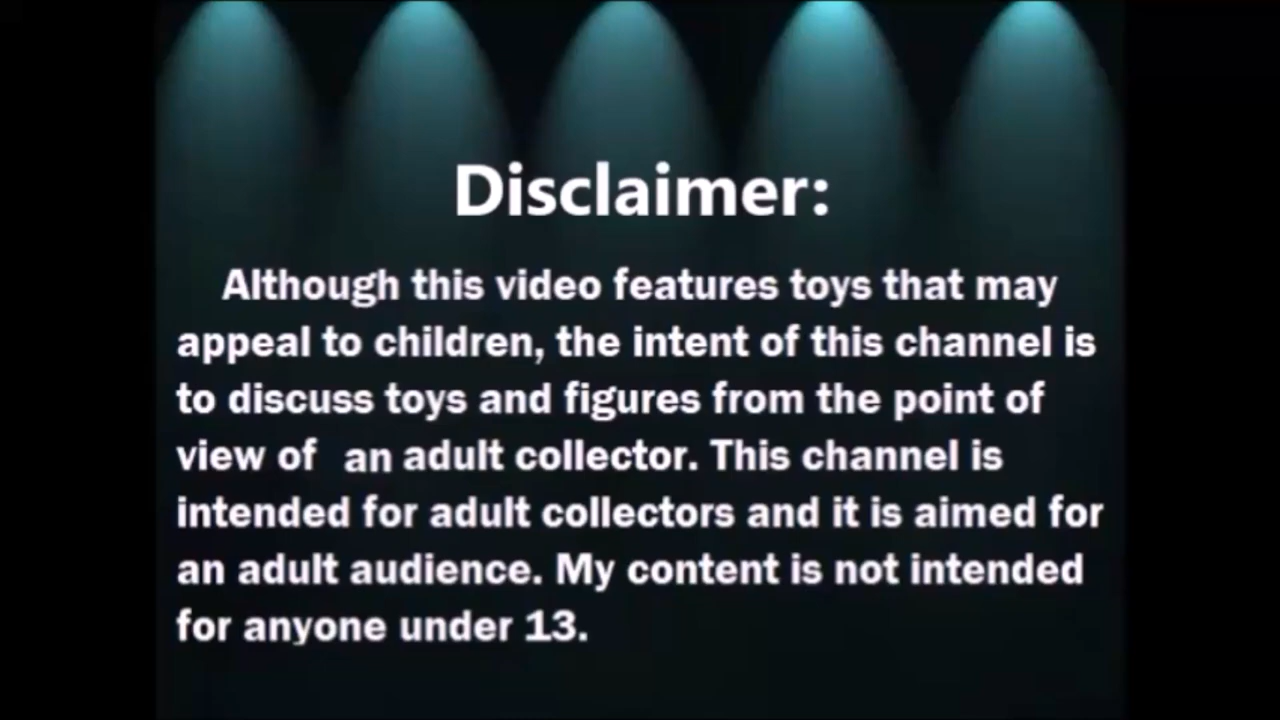 Disclaimer:
Although this video features toys that may
appeal to children, the intent of this channel is
to discuss toys and figures from the point of
view of an adult collector. This channel is
intended for adult collectors and it is aimed for
an adult audience. My content is not intended
for anyone under 13.